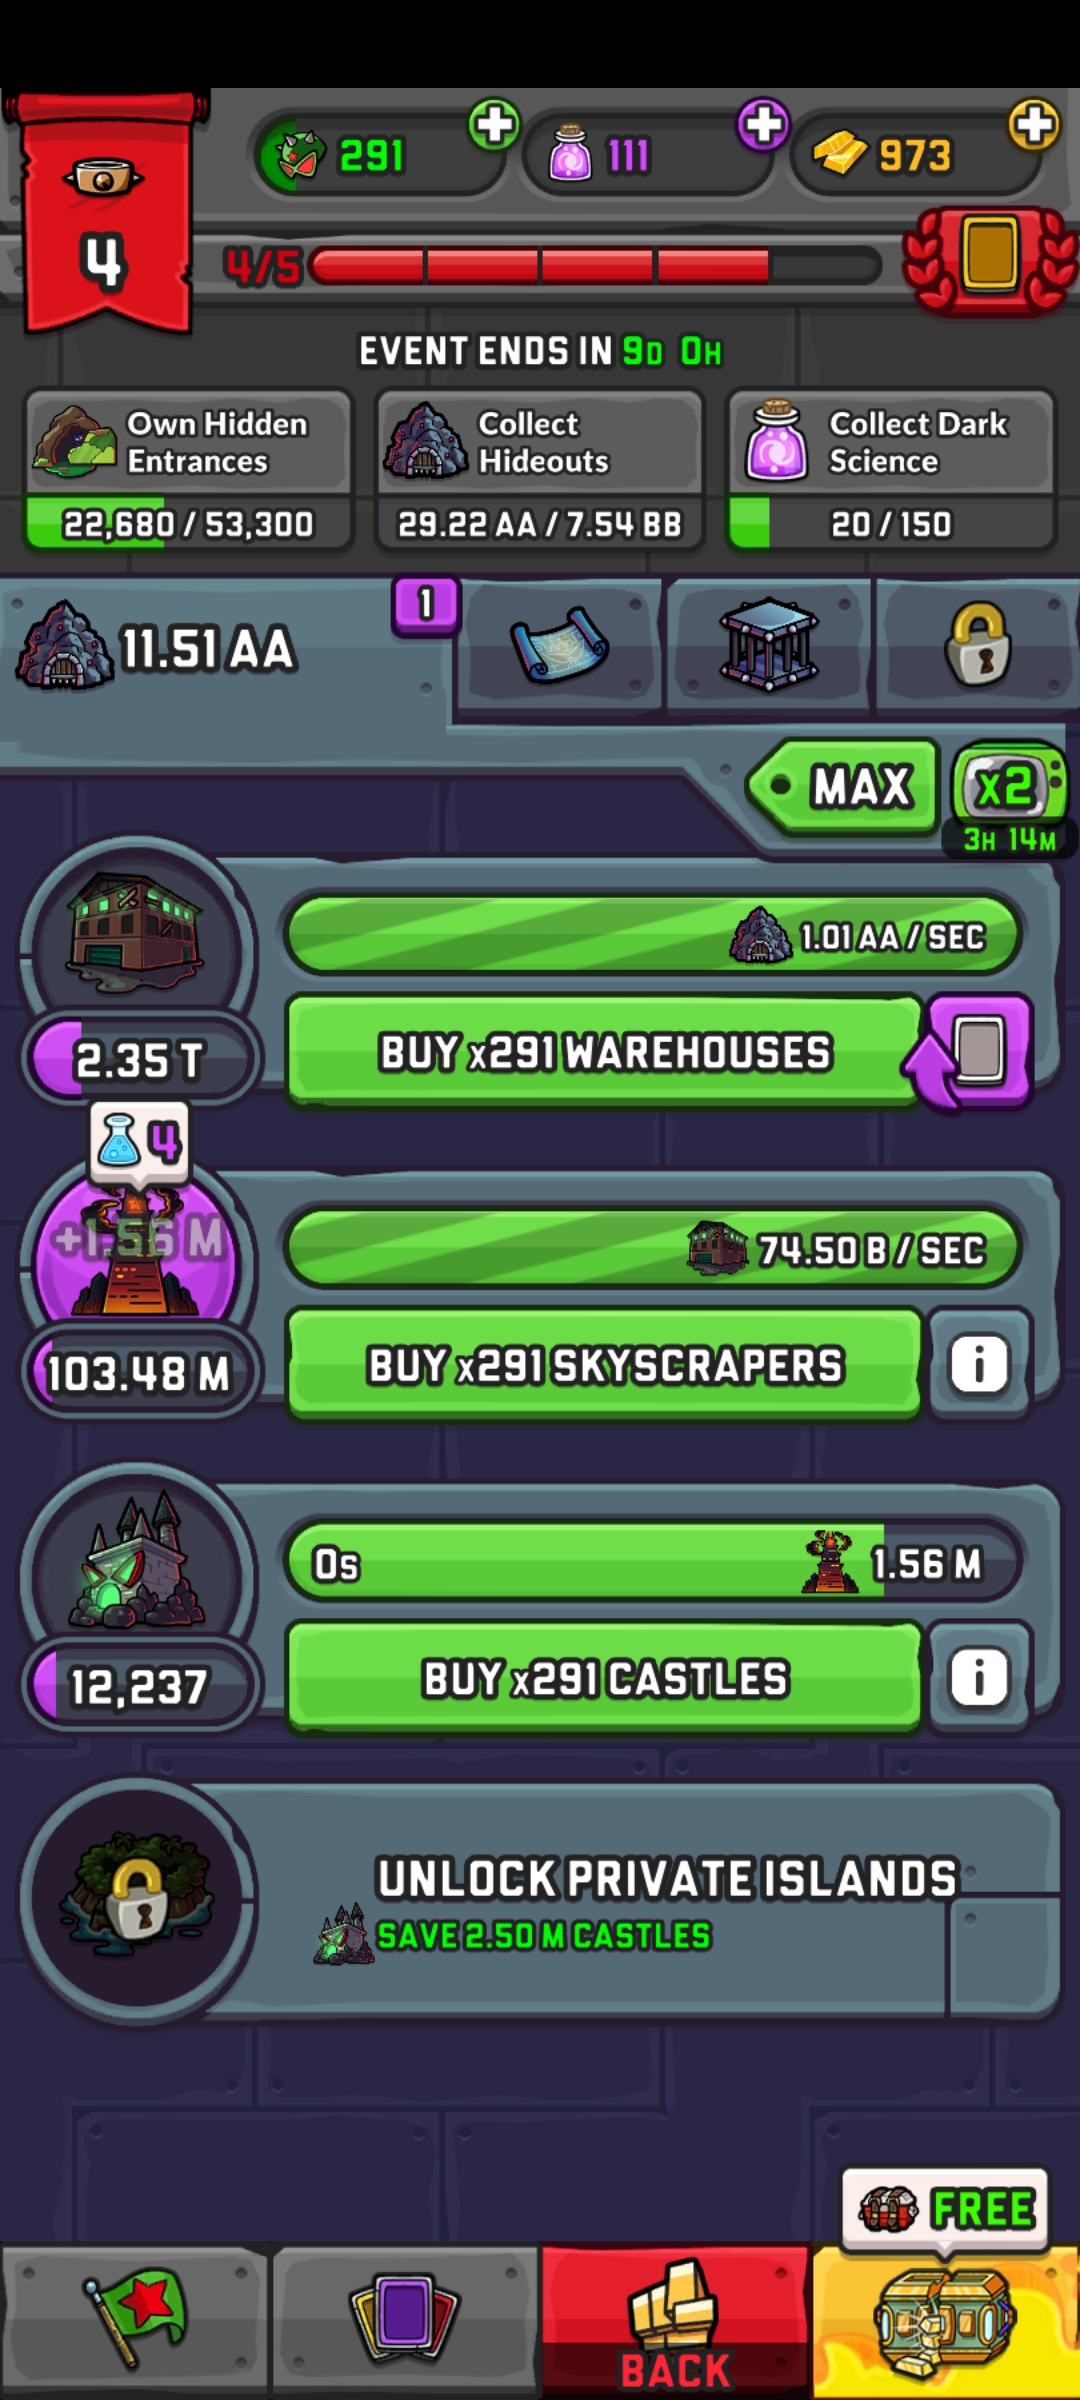 291
111
973
4
4/5
EVENT ENDS IN 9D 0H
Own Hidden
Entrances
22,680 / 53,300
Collect
Hideouts
29.22 AA / 7.54 BB
Collect Dark
Science
20 / 150
11.51 AA
1
MAX
x2
3H 14M
1.01 AA / SEC
2.35 T
BUY x291 WAREHOUSES
4
+1.56 M
74.50 B / SEC
103.48 M
BUY x291 SKYSCRAPERS
i
0s
1.56 M
12,237
BUY x291 CASTLES
i
UNLOCK PRIVATE ISLANDS
SAVE 2.50 M CASTLES
FREE
BACK